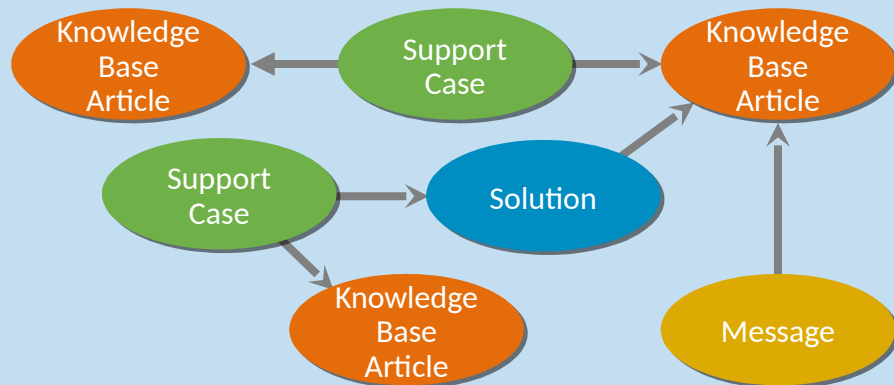 Knowledge
Base
Article
Support
Case
Knowledge
Base
Article
Support
Case
Solution
Knowledge
Base
Article
Message